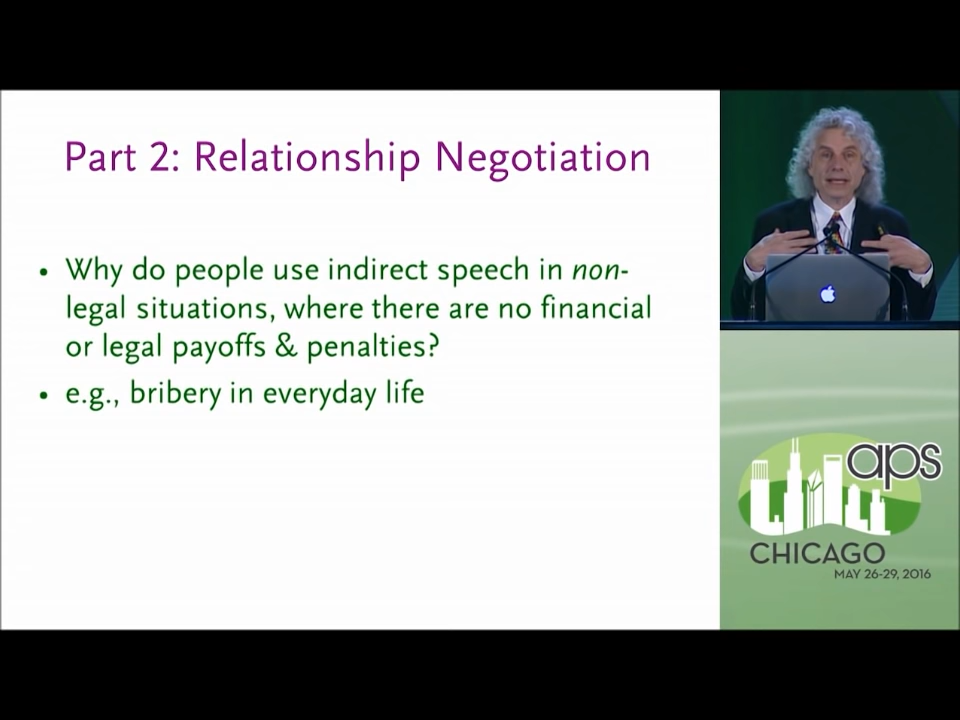 Part 2: Relationship Negotiation
• Why do people use indirect speech in non-
legal situations, where there are no financial
or legal payoffs & penalties?
• e.g., bribery in everyday life
aps
CHICAGO
MAY 26-29, 2016